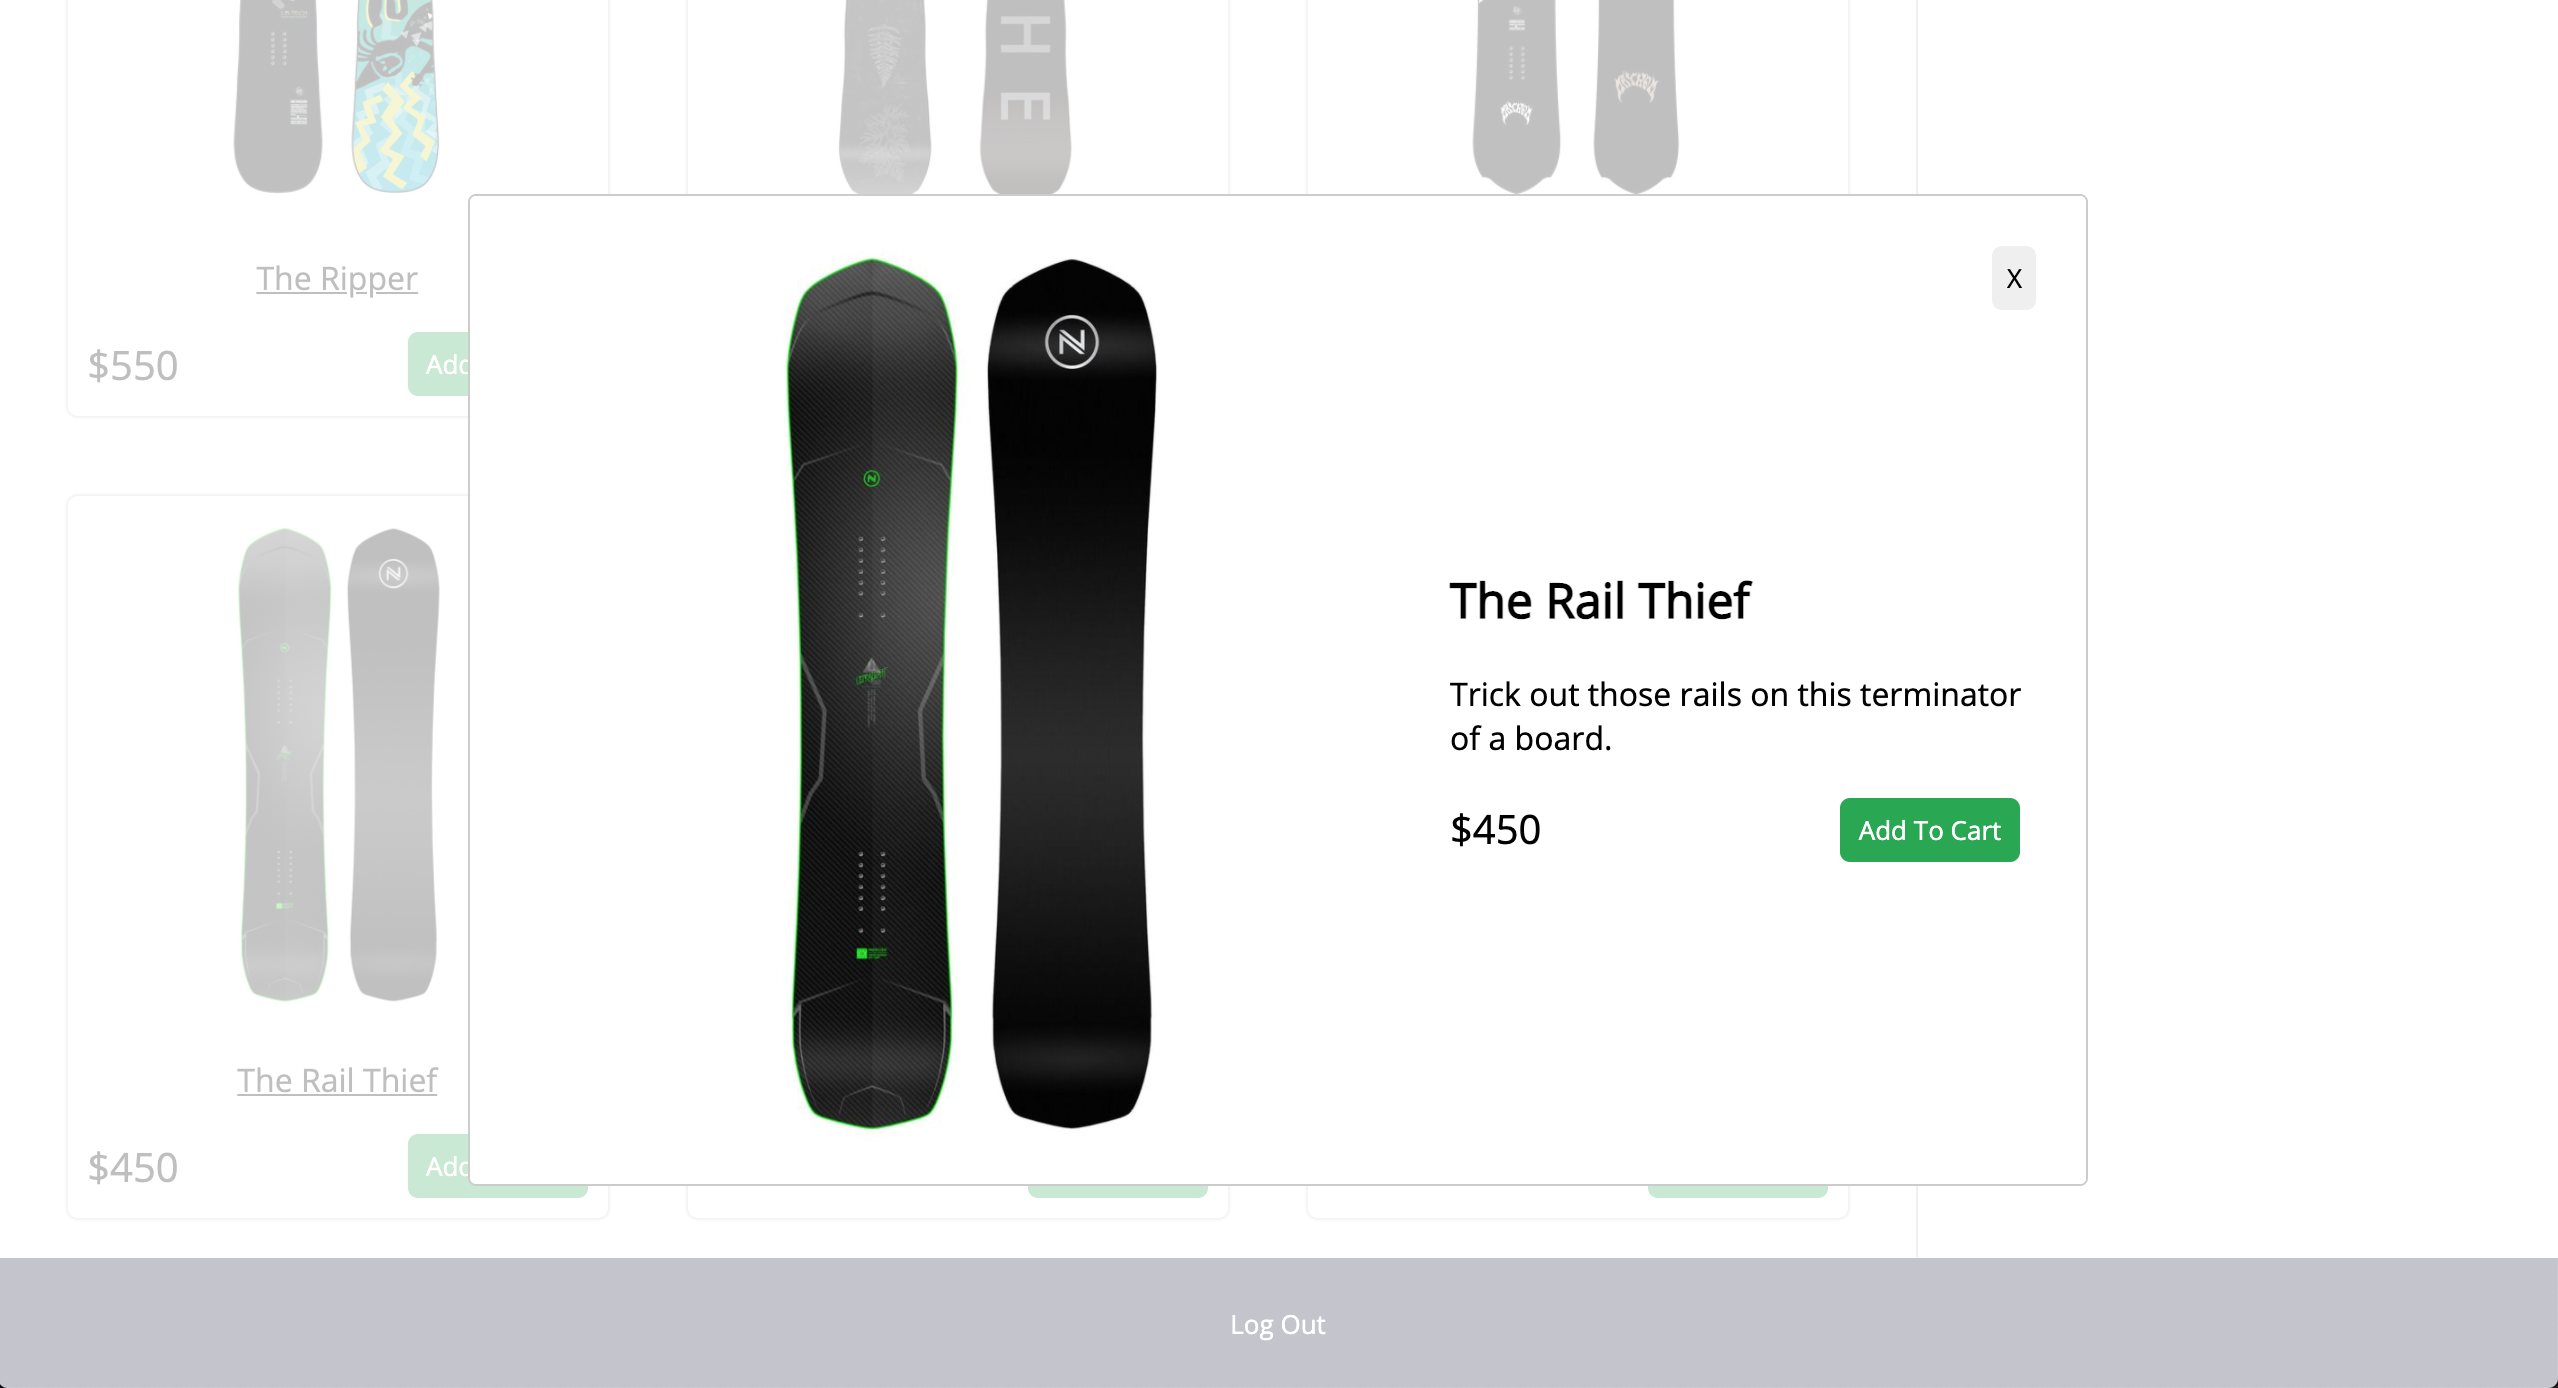 H
E
The Ripper
$550
Add
X
The Rail Thief
Trick out those rails on this terminator
of a board.
$450
Add To Cart
The Rail Thief
$450
Add
Log Out